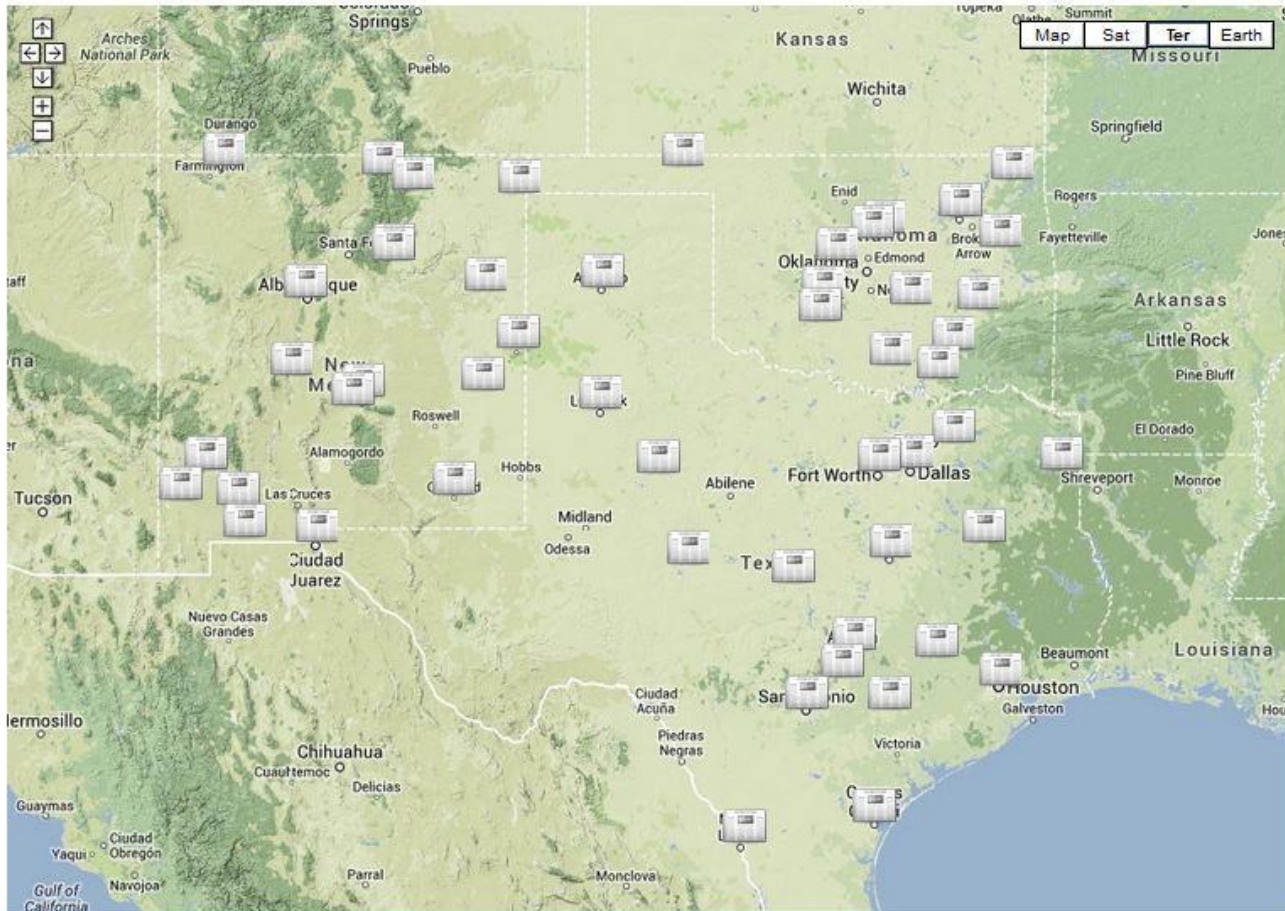 Colorado
Springs
Topeka
Olathe
Summit
Arches
National Park
Kansas
Map
Sat
Ter
Earth
Missouri
Pueblo
Wichita
Durango
Springfield
Farmington
Enid
Rogers
Fayetteville
Jones
Santa
Edmond
Arrow
Oklahoma
Arkansas
Little Rock
Pine Bluff
New
Roswell
El Dorado
Alamogordo
Hobbs
Fort Worth
Dallas
Abilene
Shreveport
Monroe
Tucson
Las Cruces
Midland
Odessa
Ciudad
Juarez
Nuevo Casas
Grandes
Beaumont
Louisiana
Houston
Galveston
Ciudad
Acuña
Hermosillo
Piedras
Negras
Victoria
Chihuahua
Cuauhtemoc
Delicias
Guaymas
Ciudad
Obregón
Yaqui
Navojoa
Parral
Monclova
Gulf of
California